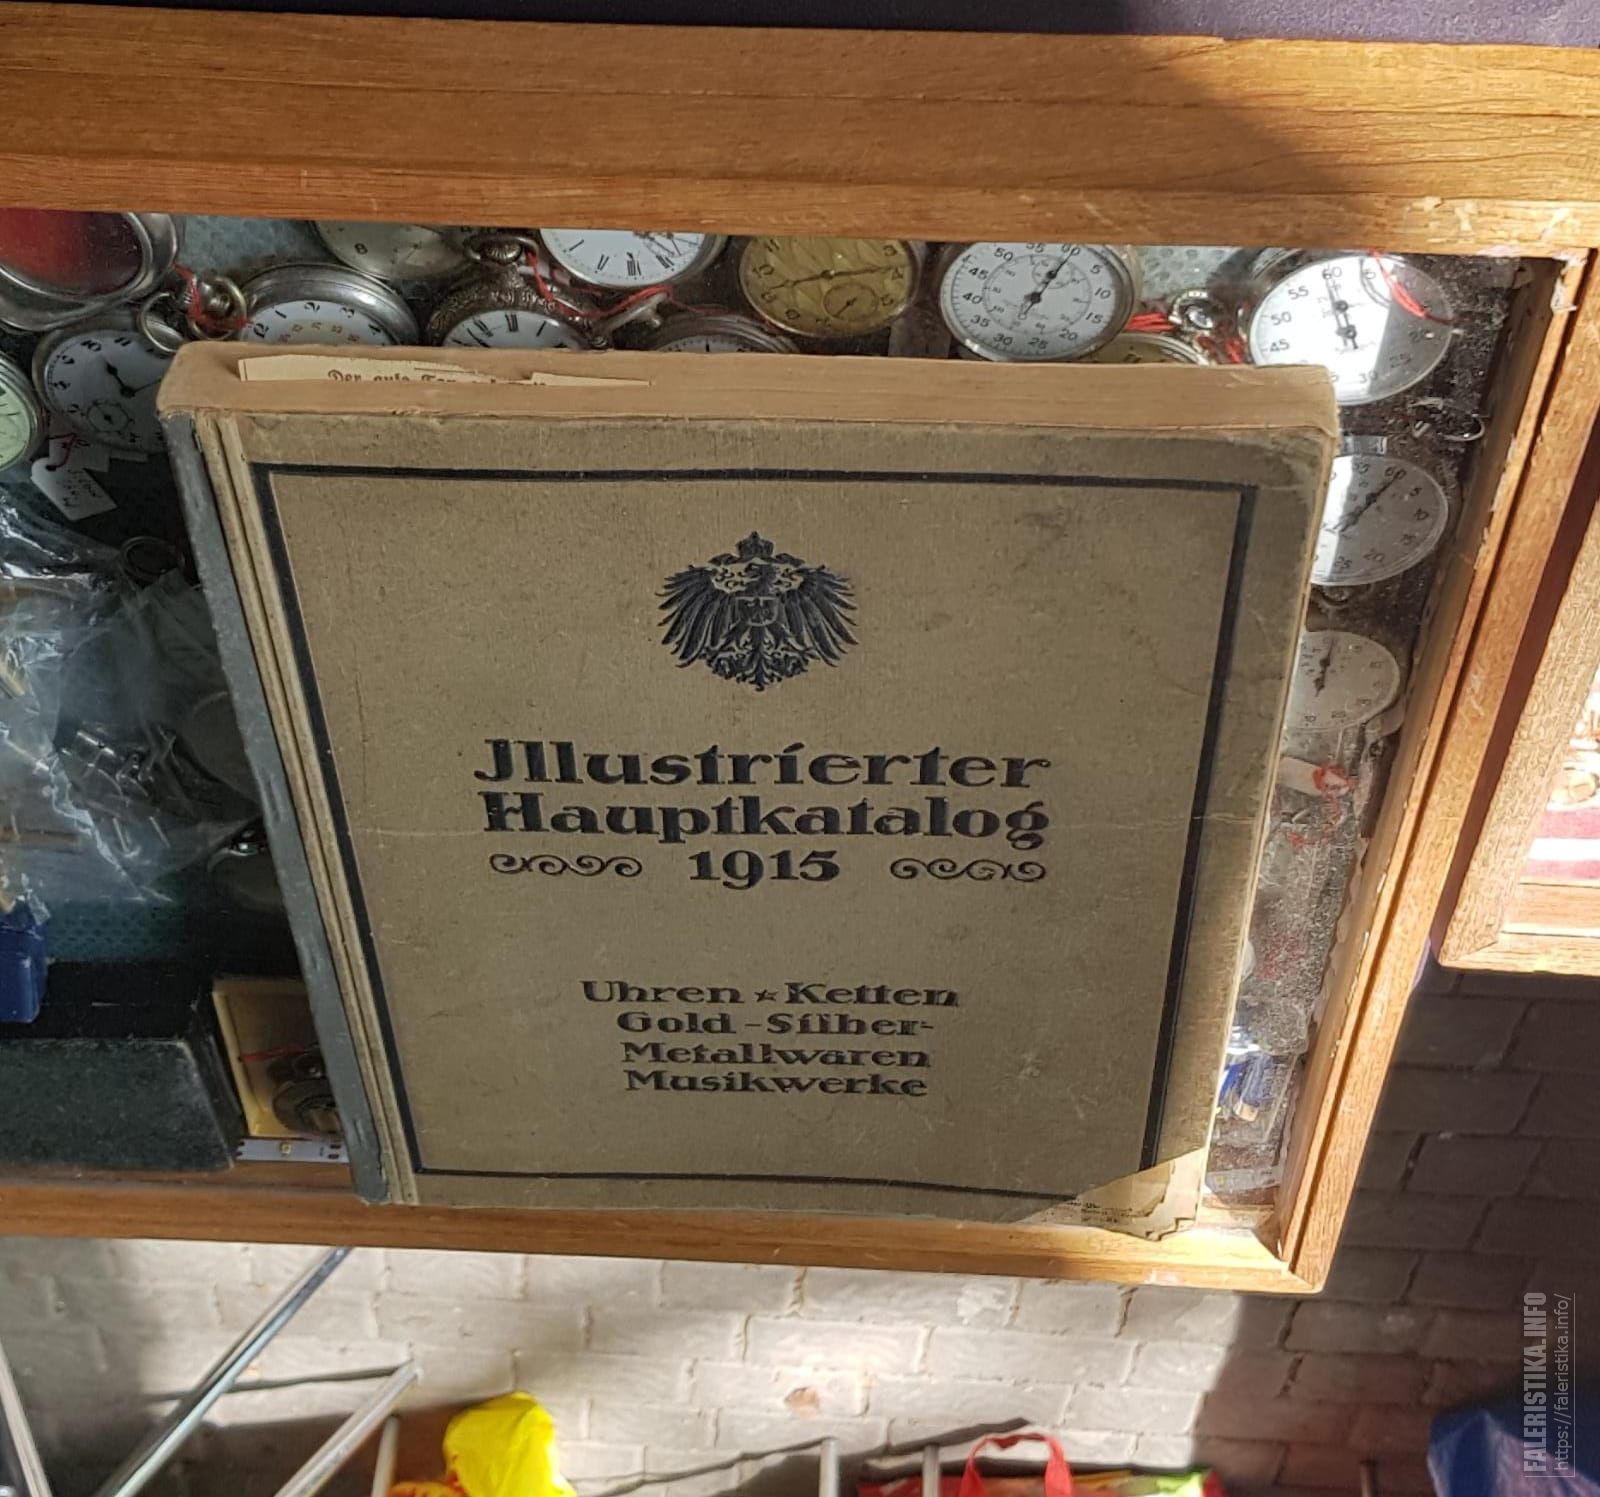 Jllustrierter
Hauptkatalog
1915
Uhren ★ Ketten
Gold - Silber-
Metallwaren
Musikwerke
FALERISTIKA.INFO
https://faleristika.info/